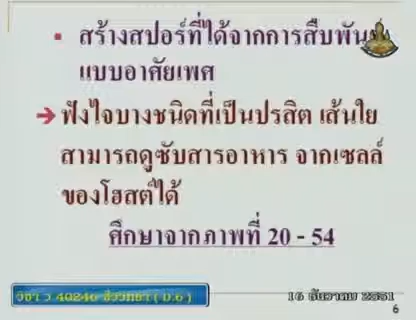 ▪ สร้างสปอร์ที่ได้จากการสืบพันธุ์
แบบอาศัยเพศ
➔ ฟังไจบางชนิดที่เป็นปรสิต เส้นใย
สามารถดูซับสารอาหาร จากเซลล์
ของโฮสต์ได้
ศึกษาจากภาพที่ 20 - 54
วิชา ว 40246 ชีววิทยา ( ม.6 )
16 ธันวาคม 2551
6